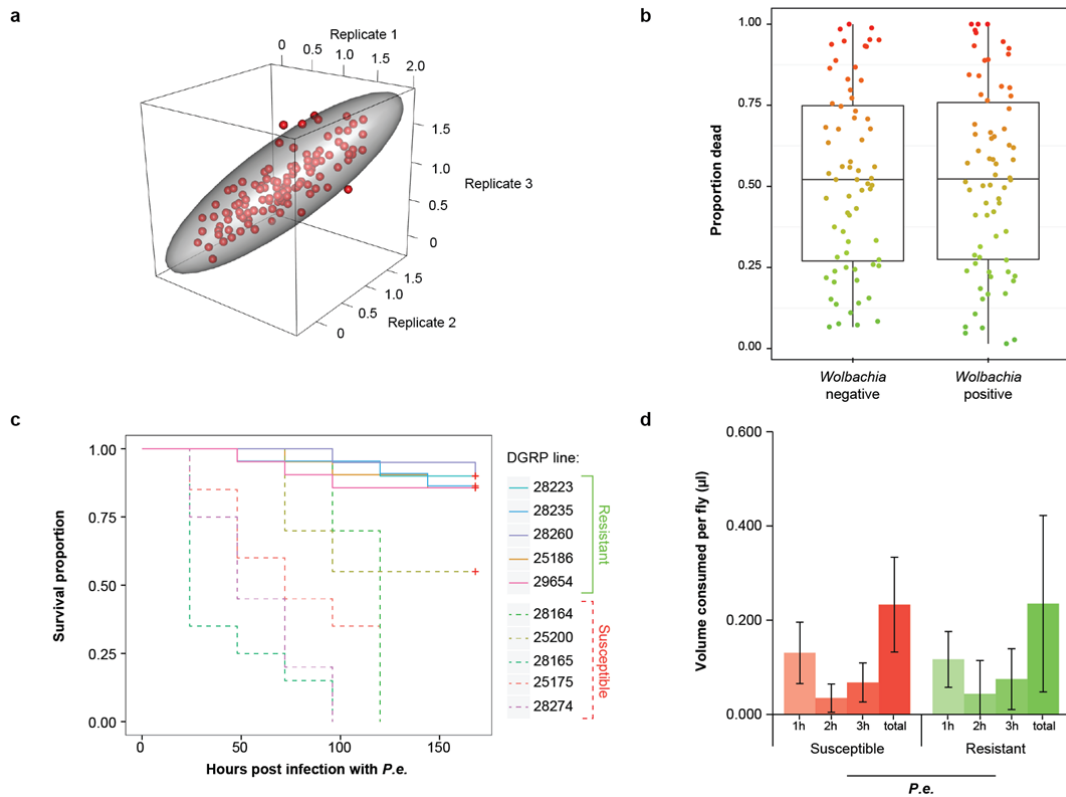 a
Replicate 1
0
0.5
1.0
1.5
2.0
1.5
1.0
0.5
0
Replicate 3
1.5
1.0
0.5
0
Replicate 2
b
Proportion dead
1.00
0.75
0.50
0.25
0.00
Wolbachia
negative
Wolbachia
positive
c
Survival proportion
1.00
0.75
0.50
0.25
0.00
0
50
100
150
Hours post infection with P.e.
DGRP line:
28223
28235
28260
25186
29654
Resistant
28164
25200
28165
25175
28274
Susceptible
d
Volume consumed per fly (µl)
0.600
0.400
0.200
0.000
1h 2h 3h total 1h 2h 3h total
Susceptible Resistant
P.e.